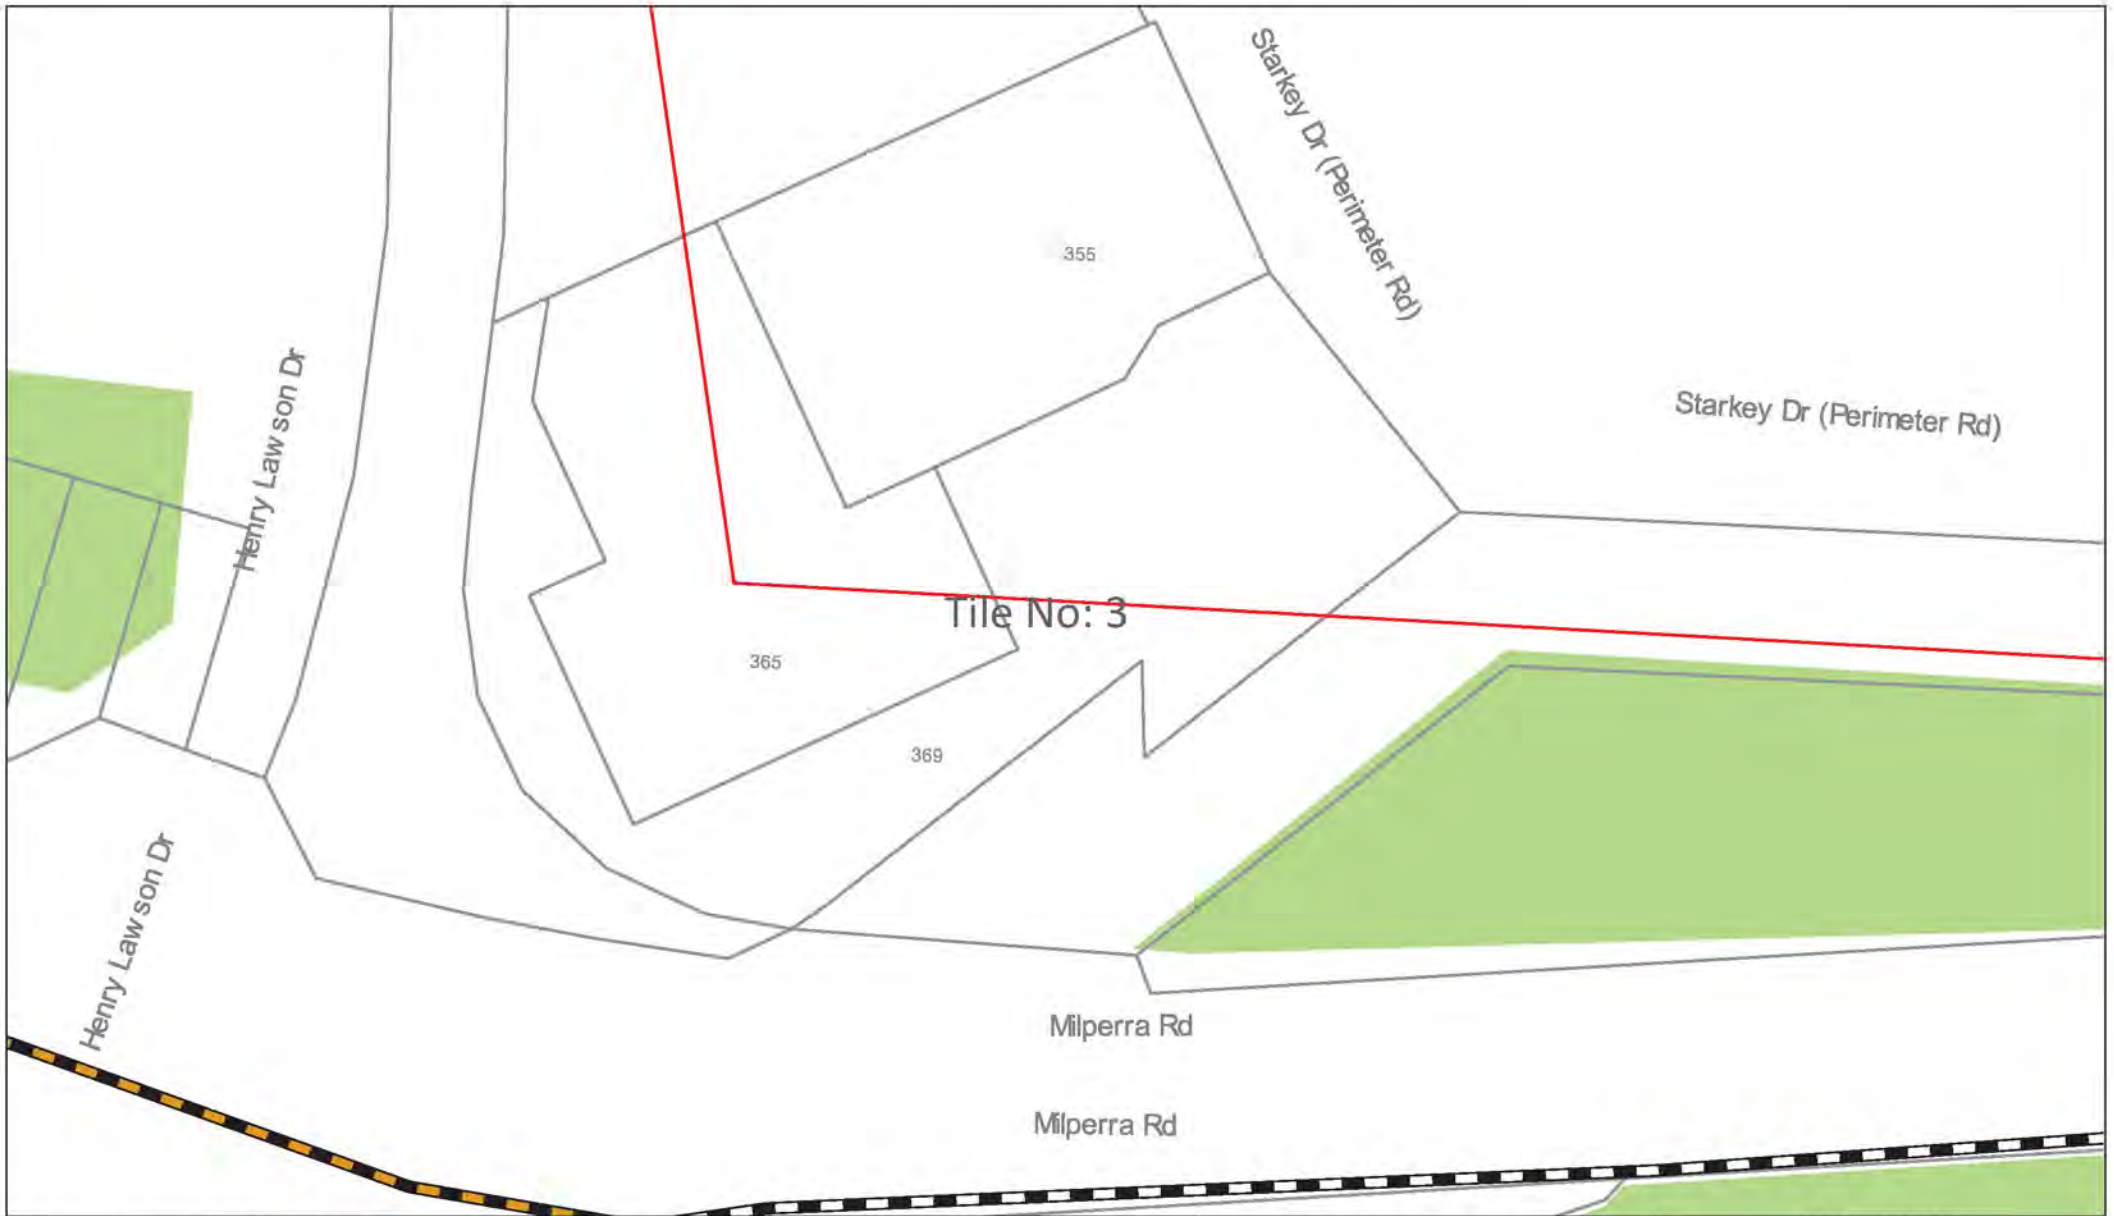 Starkey Dr (Perimeter Rd)
355
Henry Lawson Dr
Starkey Dr (Perimeter Rd)
Tile No: 3
365
369
Henry Lawson Dr
Milperra Rd
Milperra Rd